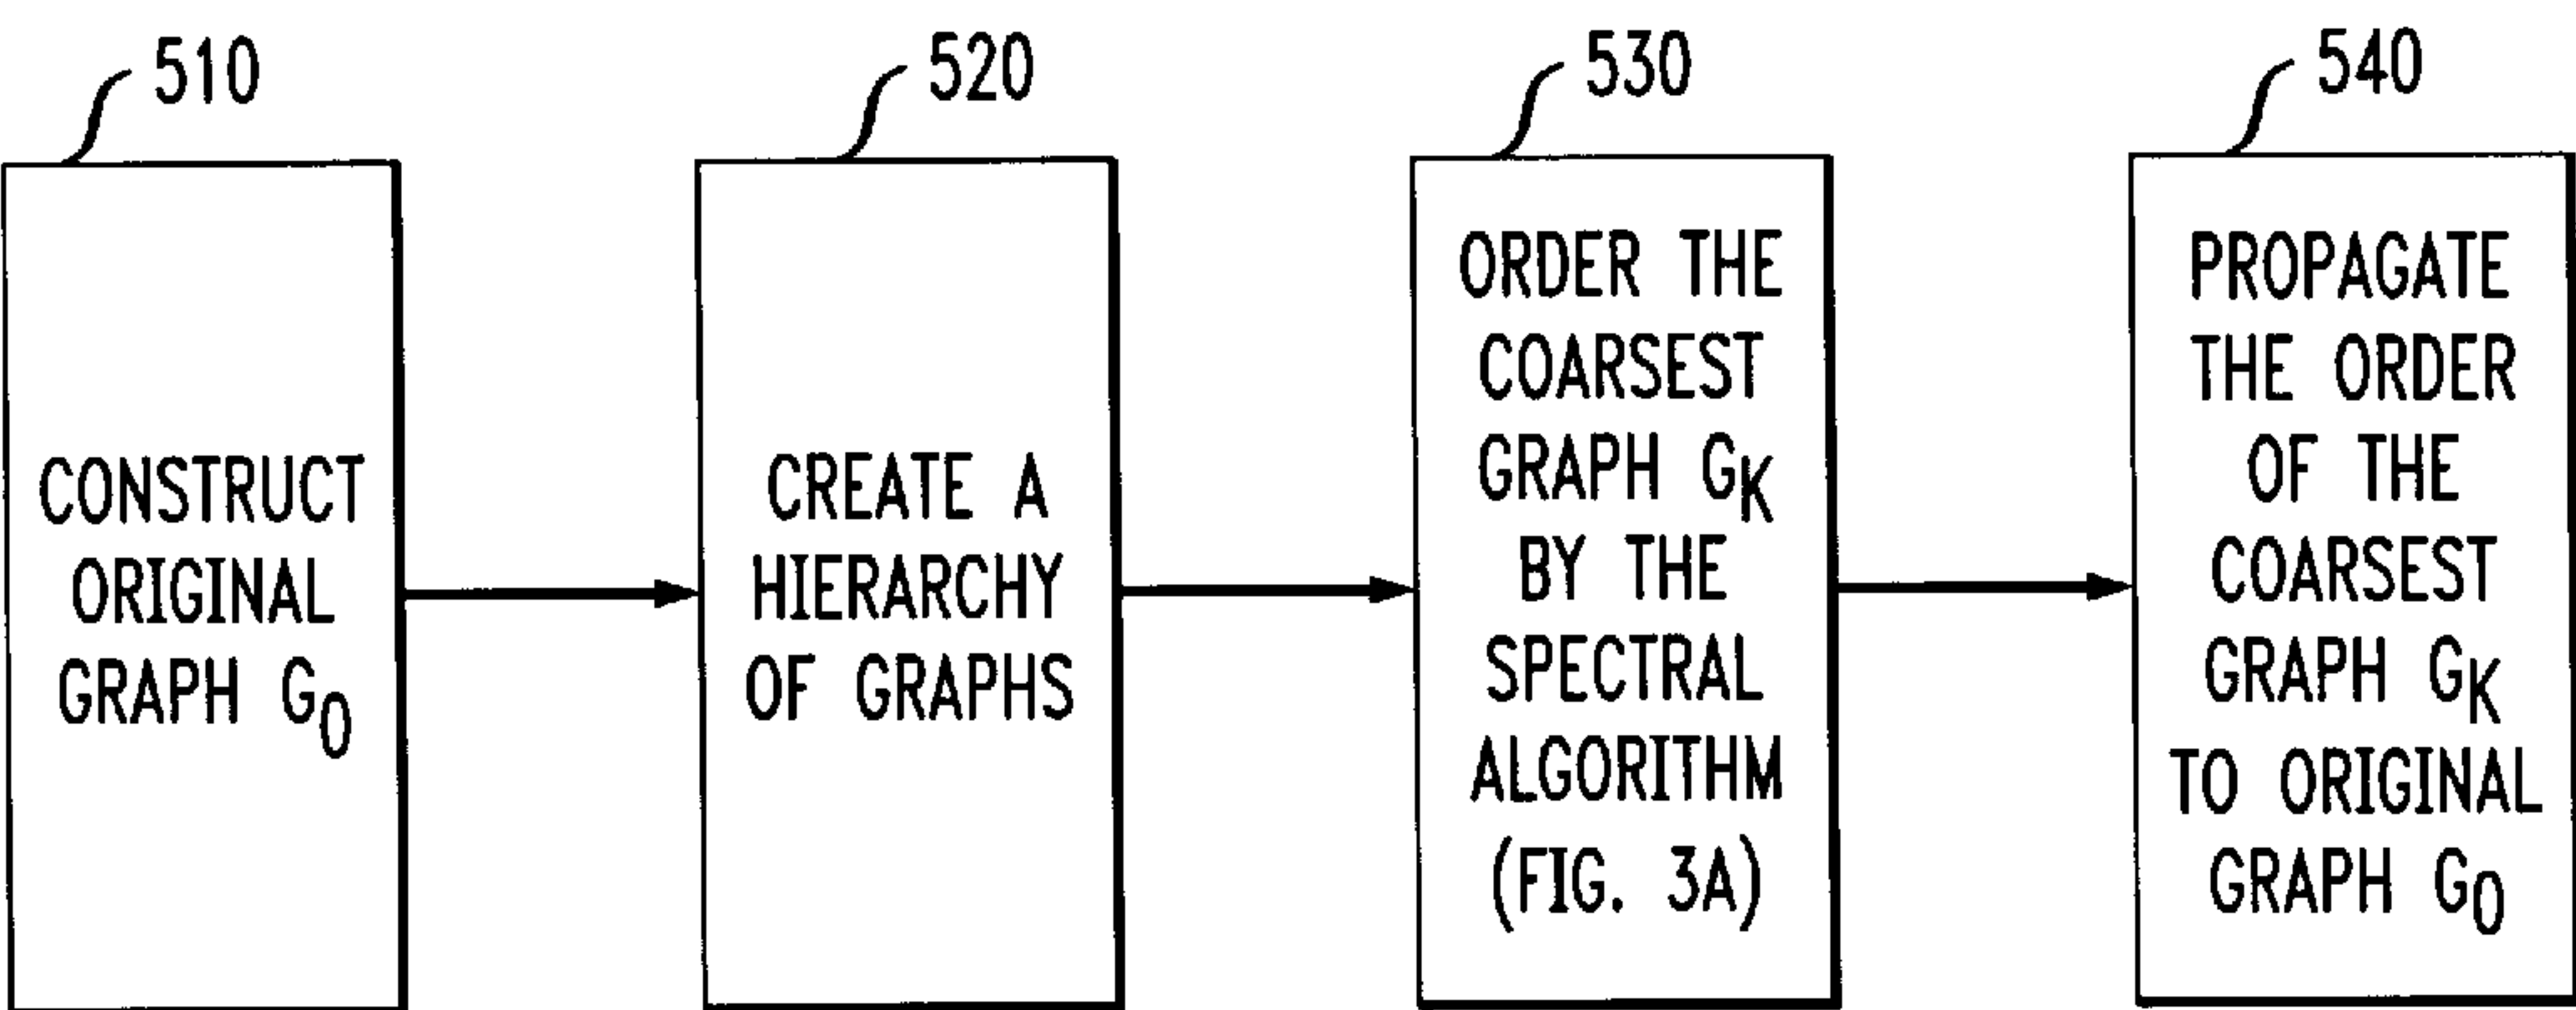 510
CONSTRUCT
ORIGINAL
GRAPH G0
520
CREATE A
HIERARCHY
OF GRAPHS
530
ORDER THE
COARSEST
GRAPH GK
BY THE
SPECTRAL
ALGORITHM
(FIG. 3A)
540
PROPAGATE
THE ORDER
OF THE
COARSEST
GRAPH GK
TO ORIGINAL
GRAPH G0